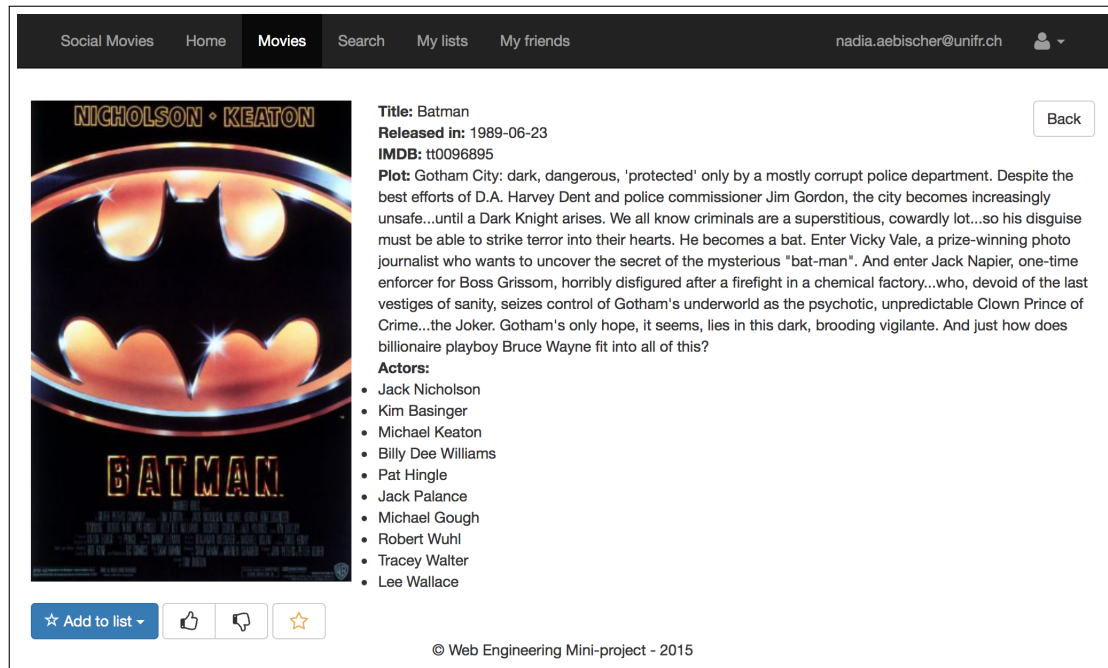 Social Movies Home Movies Search My lists My friends nadia.aebischer@unifr.ch
NICHOLSON · KEATON
BATMAN
Title: Batman
Back
Released in: 1989-06-23
IMDB: tt0096895
Plot: Gotham City: dark, dangerous, 'protected' only by a mostly corrupt police department. Despite the
best efforts of D.A. Harvey Dent and police commissioner Jim Gordon, the city becomes increasingly
unsafe...until a Dark Knight arises. We all know criminals are a superstitious, cowardly lot...so his disguise
must be able to strike terror into their hearts. He becomes a bat. Enter Vicky Vale, a prize-winning photo
journalist who wants to uncover the secret of the mysterious "bat-man". And enter Jack Napier, one-time
enforcer for Boss Grissom, horribly disfigured after a firefight in a chemical factory...who, devoid of the last
vestiges of sanity, seizes control of Gotham's underworld as the psychotic, unpredictable Clown Prince of
Crime...the Joker. Gotham's only hope, it seems, lies in this dark, brooding vigilante. And just how does
billionaire playboy Bruce Wayne fit into all of this?
Actors:
• Jack Nicholson
• Kim Basinger
• Michael Keaton
• Billy Dee Williams
• Pat Hingle
• Jack Palance
• Michael Gough
• Robert Wuhl
• Tracey Walter
• Lee Wallace
Add to list
© Web Engineering Mini-project - 2015